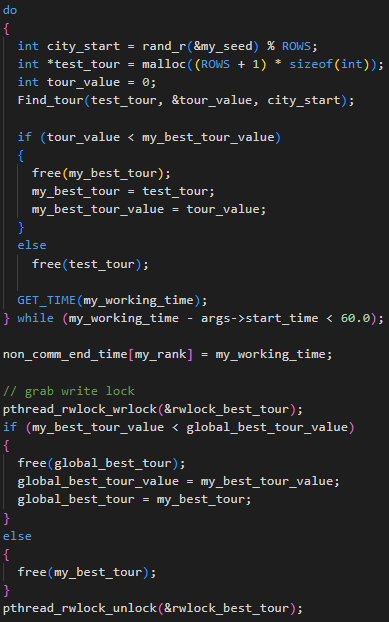 do
{
  int city_start = rand_r(&my_seed) % ROWS;
  int *test_tour = malloc((ROWS + 1) * sizeof(int));
  int tour_value = 0;
  Find_tour(test_tour, &tour_value, city_start);

  if (tour_value < my_best_tour_value)
  {
    free(my_best_tour);
    my_best_tour = test_tour;
    my_best_tour_value = tour_value;
  }
  else
    free(test_tour);

  GET_TIME(my_working_time);
} while (my_working_time - args->start_time < 60.0);

non_comm_end_time[my_rank] = my_working_time;

// grab write lock
pthread_rwlock_wrlock(&rwlock_best_tour);
if (my_best_tour_value < global_best_tour_value)
{
  free(global_best_tour);
  global_best_tour_value = my_best_tour_value;
  global_best_tour = my_best_tour;
}
else
{
  free(my_best_tour);
}
pthread_rwlock_unlock(&rwlock_best_tour);